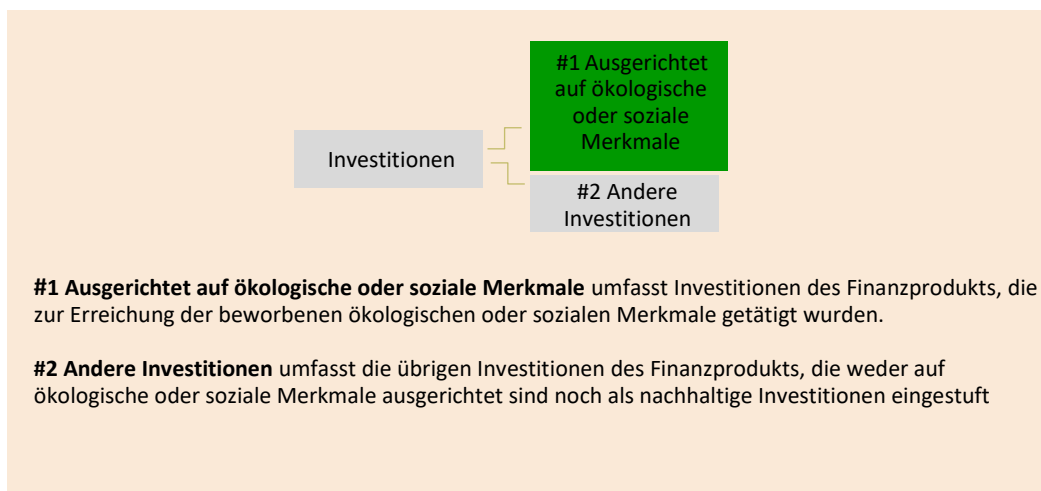 #1 Ausgerichtet
auf ökologische
oder soziale
Merkmale
Investitionen
#2 Andere
Investitionen
#1 Ausgerichtet auf ökologische oder soziale Merkmale umfasst Investitionen des Finanzprodukts, die
zur Erreichung der beworbenen ökologischen oder sozialen Merkmale getätigt wurden.
#2 Andere Investitionen umfasst die übrigen Investitionen des Finanzprodukts, die weder auf
ökologische oder soziale Merkmale ausgerichtet sind noch als nachhaltige Investitionen eingestuft